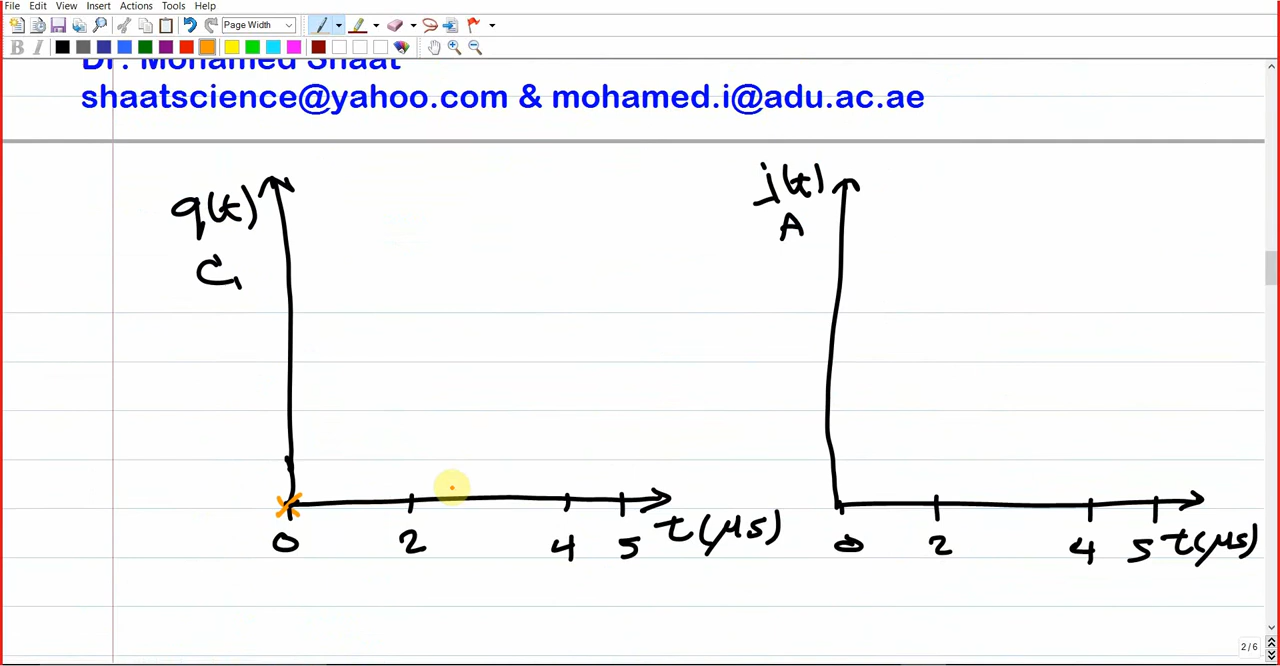 File Edit View Insert Actions Tools Help
Page Width
B I
Dr. Mohamed Shaat
shaatscience@yahoo.com & mohamed.i@adu.ac.ae
q(t)
C
0 2 4 5 t(μs)
i(t)
A
0 2 4 5 t(μs)
2/6